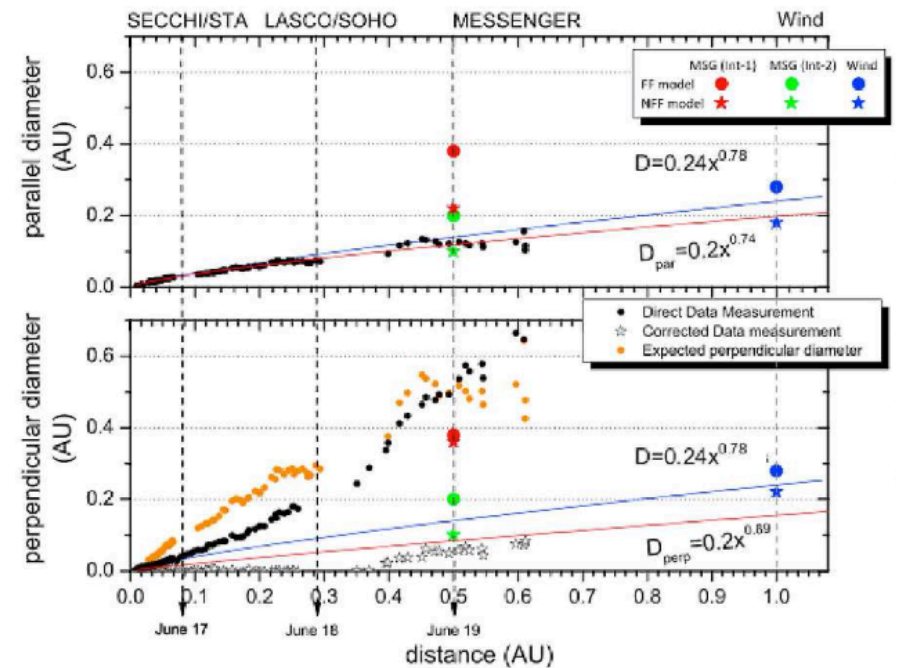 SECCHI/STA LASCO/SOHO MESSENGER Wind
MSG (Int-1) MSG (Int-2) Wind
FF model
NFF model
parallel diameter
(AU)
0.6
0.4
0.2
0.0
D=0.24x^0.78
D_par=0.2x^0.74
Direct Data Measurement
Corrected Data measurement
Expected perpendicular diameter
perpendicular diameter
(AU)
0.6
0.4
0.2
0.0
D=0.24x^0.78
D_perp=0.2x^0.69
0.0 0.1 0.2 0.3 0.4 0.5 0.6 0.7 0.8 0.9 1.0
June 17 June 18 June 19
distance (AU)